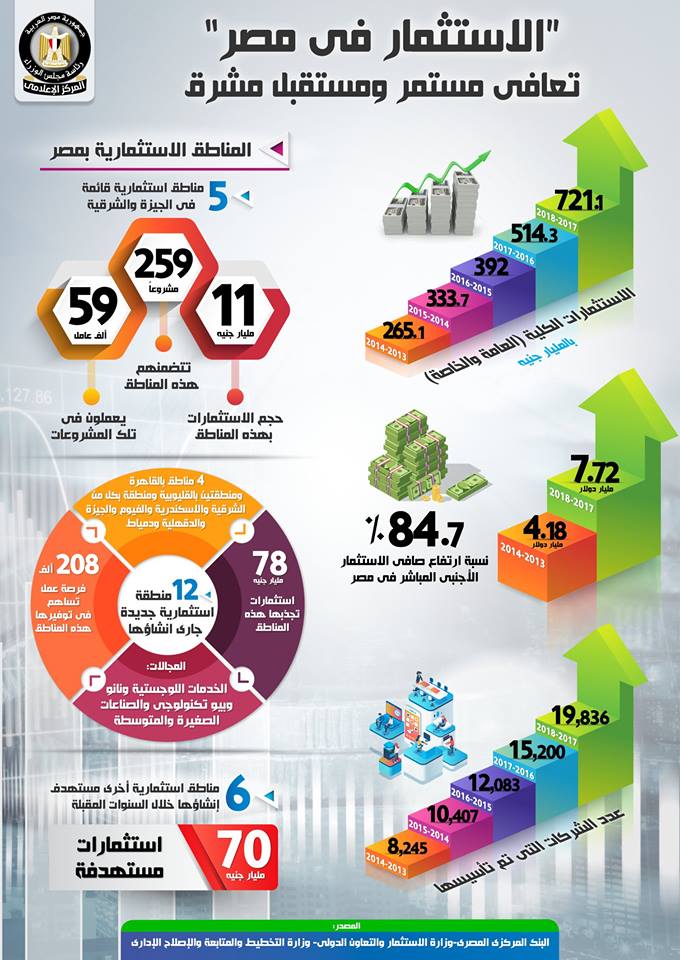 جمهورية مصر العربية
رئاسة مجلس الوزراء
المركز الإعلامى
"الاستثمار فى مصر"
تعافى مستمر ومستقبل مشرق
المناطق الاستثمارية بمصر
5 مناطق استثمارية قائمة
فى الجيزة والشرقية
259
مشروعاً
11
مليار جنيه
59
ألف عامل
تتضمنهم
هذه المناطق
حجم الاستثمارات
بهذه المناطق
يعملون فى
تلك المشروعات
4 مناطق بالقاهرة
ومنطقتين بالقليوبية ومنطقة بكل من
الشرقية والاسكندرية والفيوم والجيزة
والدقهلية ودمياط
78
مليار جنيه
استثمارات
تجذبها هذه
المناطق
12 منطقة
استثمارية جديدة
جارى انشاؤها
208 ألف
فرصة عمل
تساهم
فى توفيرها
هذه المناطق
المجالات:
الخدمات اللوجستية ونانو
وبيو تكنولوجى والصناعات
الصغيرة والمتوسطة
6 مناطق استثمارية أخرى مستهدف
إنشاؤها خلال السنوات المقبلة
70
مليار جنيه
استثمارات
مستهدفة
721.1
2018-2017
514.3
2017-2016
392
2016-2015
333.7
2015-2014
265.1
2014-2013
الاستثمارات الكلية (العامة والخاصة)
بالمليار جنيه
7.72
مليار دولار
2018-2017
4.18
مليار دولار
2014-2013
84.7 %
نسبة ارتفاع صافى الاستثمار
الأجنبى المباشر فى مصر
19,836
2018-2017
15,200
2017-2016
12,083
2016-2015
10,407
2015-2014
8,245
2014-2013
عدد الشركات التى تم تأسيسها
المصدر:
البنك المركزى المصرى-وزارة الاستثمار والتعاون الدولى- وزارة التخطيط والمتابعة والإصلاح الإدارى
127.86